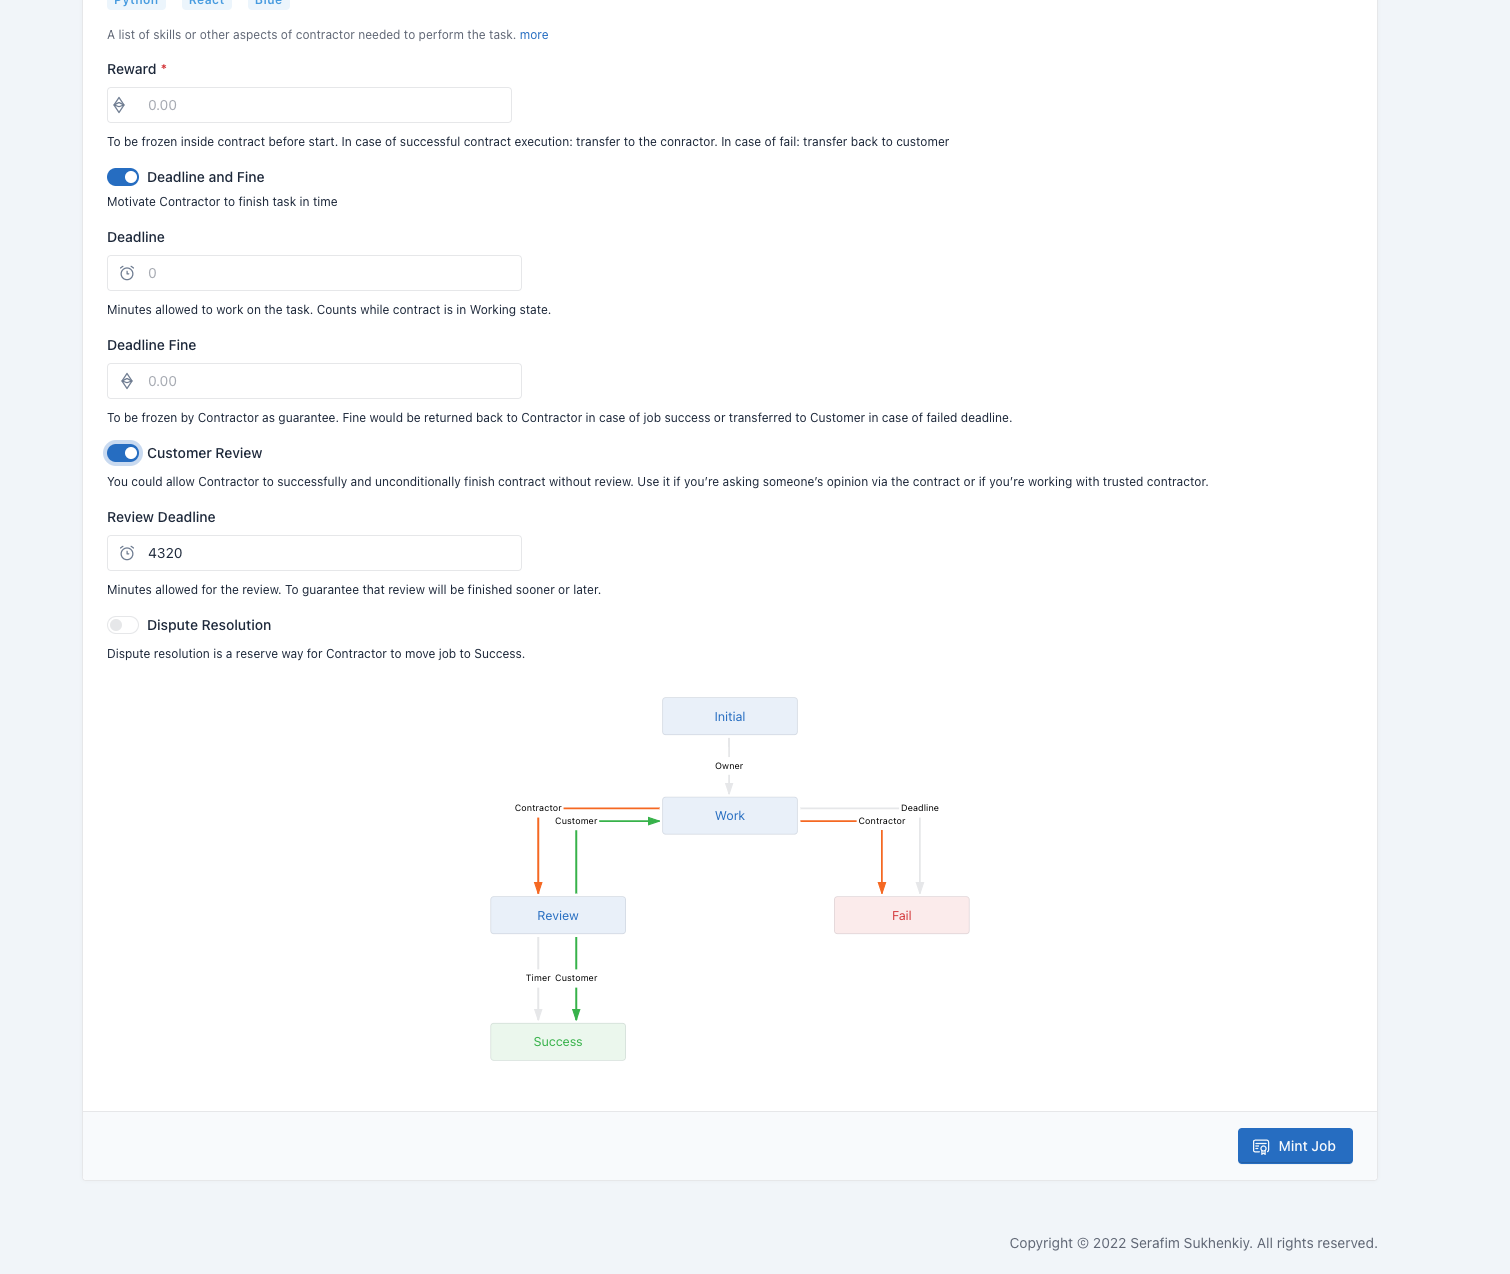 Python React Blue
A list of skills or other aspects of contractor needed to perform the task. more
Reward *
0.00
To be frozen inside contract before start. In case of successful contract execution: transfer to the conractor. In case of fail: transfer back to customer
Deadline and Fine
Motivate Contractor to finish task in time
Deadline
0
Minutes allowed to work on the task. Counts while contract is in Working state.
Deadline Fine
0.00
To be frozen by Contractor as guarantee. Fine would be returned back to Contractor in case of job success or transferred to Customer in case of failed deadline.
Customer Review
You could allow Contractor to successfully and unconditionally finish contract without review. Use it if you’re asking someone’s opinion via the contract or if you’re working with trusted contractor.
Review Deadline
4320
Minutes allowed for the review. To guarantee that review will be finished sooner or later.
Dispute Resolution
Dispute resolution is a reserve way for Contractor to move job to Success.
Initial
Owner
Contractor Deadline
Work
Customer Contractor
Review Fail
Timer Customer
Success
Mint Job
Copyright © 2022 Serafim Sukhenkiy. All rights reserved.